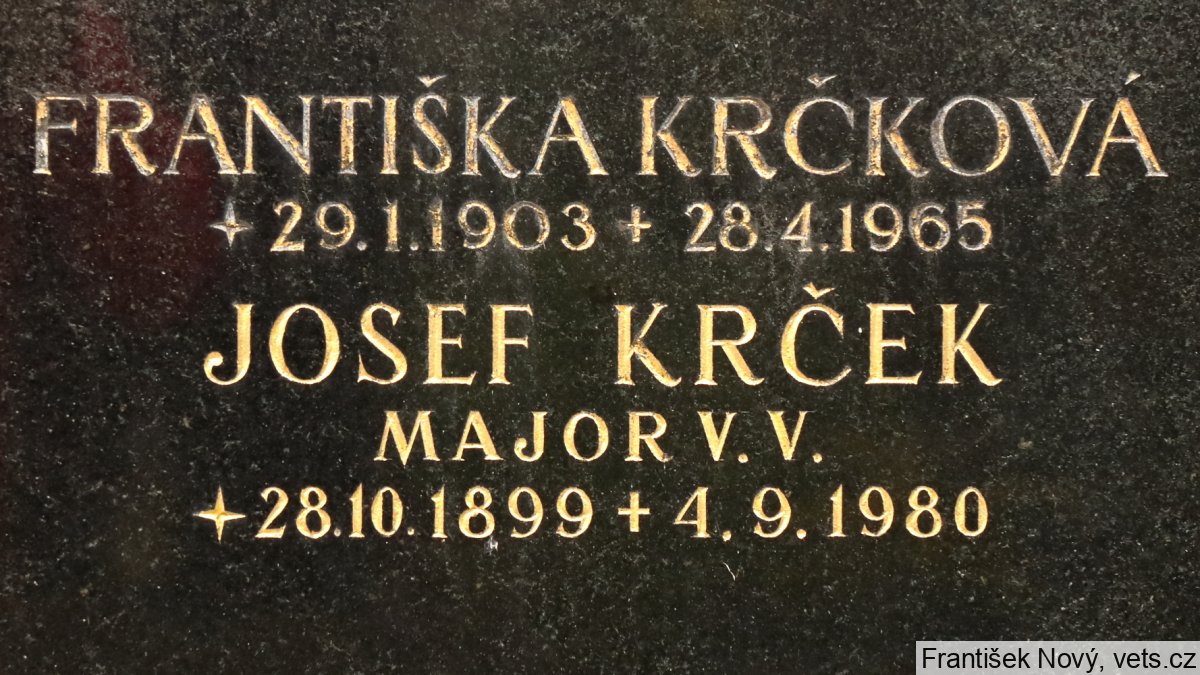 FRANTIŠKA KRČKOVÁ
✦ 29.1.1903 + 28.4.1965
JOSEF KRČEK
MAJOR V. V.
✦ 28.10.1899 + 4.9.1980
František Nový, vets.cz